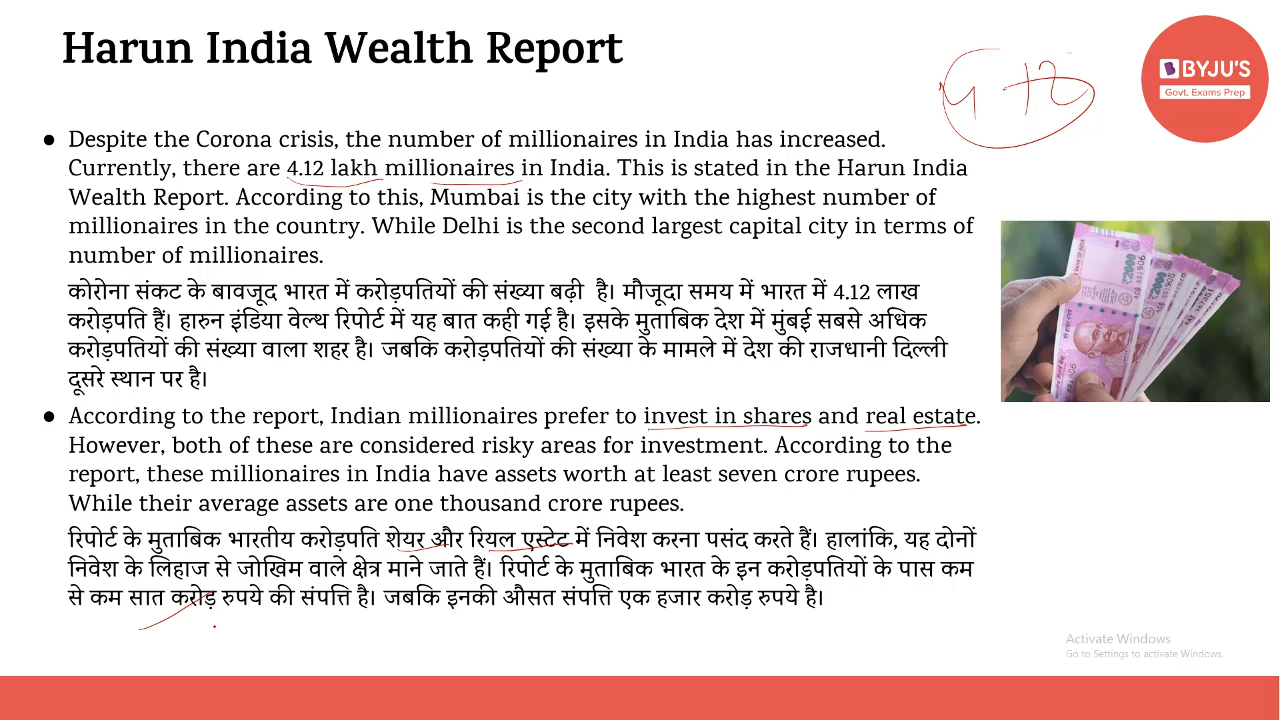 Harun India Wealth Report
BYJU'S
Govt. Exams Prep
● Despite the Corona crisis, the number of millionaires in India has increased.
Currently, there are 4.12 lakh millionaires in India. This is stated in the Harun India
Wealth Report. According to this, Mumbai is the city with the highest number of
millionaires in the country. While Delhi is the second largest capital city in terms of
number of millionaires.
कोरोना संकट के बावजूद भारत में करोड़पतियों की संख्या बढ़ी है। मौजूदा समय में भारत में 4.12 लाख
करोड़पति हैं। हारुन इंडिया वेल्थ रिपोर्ट में यह बात कही गई है। इसके मुताबिक देश में मुंबई सबसे अधिक
करोड़पतियों की संख्या वाला शहर है। जबकि करोड़पतियों की संख्या के मामले में देश की राजधानी दिल्ली
दूसरे स्थान पर है।
● According to the report, Indian millionaires prefer to invest in shares and real estate.
However, both of these are considered risky areas for investment. According to the
report, these millionaires in India have assets worth at least seven crore rupees.
While their average assets are one thousand crore rupees.
रिपोर्ट के मुताबिक भारतीय करोड़पति शेयर और रियल एस्टेट में निवेश करना पसंद करते हैं। हालांकि, यह दोनों
निवेश के लिहाज से जोखिम वाले क्षेत्र माने जाते हैं। रिपोर्ट के मुताबिक भारत के इन करोड़पतियों के पास कम
से कम सात करोड़ रुपये की संपत्ति है। जबकि इनकी औसत संपत्ति एक हजार करोड़ रुपये है।
Activate Windows
Go to Settings to activate Windows.